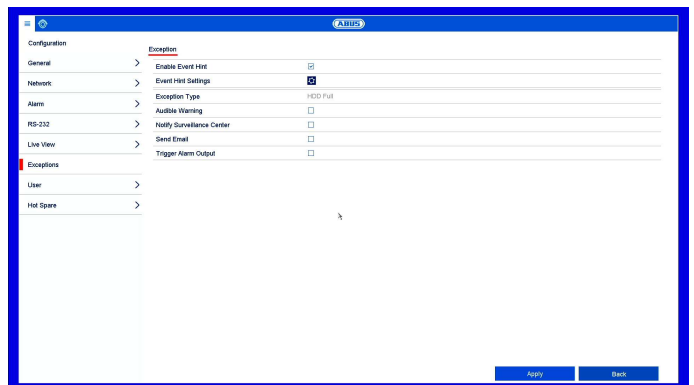 ABUS
Configuration
General
Network
Alarm
RS-232
Live View
Exceptions
User
Hot Spare
Exception
Enable Event Hint
Event Hint Settings
Exception Type HDD Full
Audible Warning
Notify Surveillance Center
Send Email
Trigger Alarm Output
Apply Back